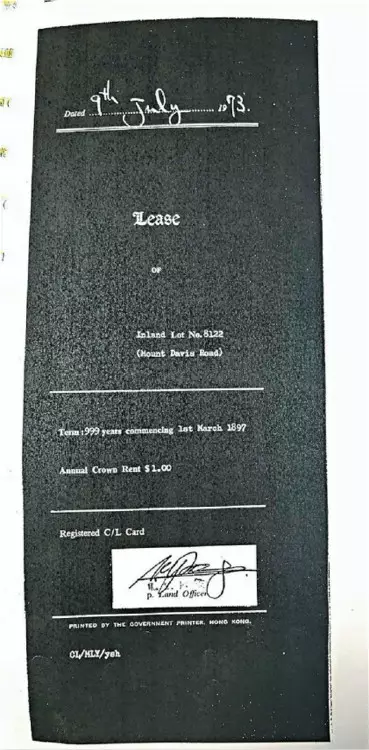 Dated 9th July 1973.
Lease
OF
Inland Lot No.8122
(Mount Davis Road)
Term:999 years commencing 1st March 1897
Annual Crown Rent $1.00
Registered C/L Card
p. Land Officer
PRINTED BY THE GOVERNMENT PRINTER, HONG KONG.
CL/MLY/ysh